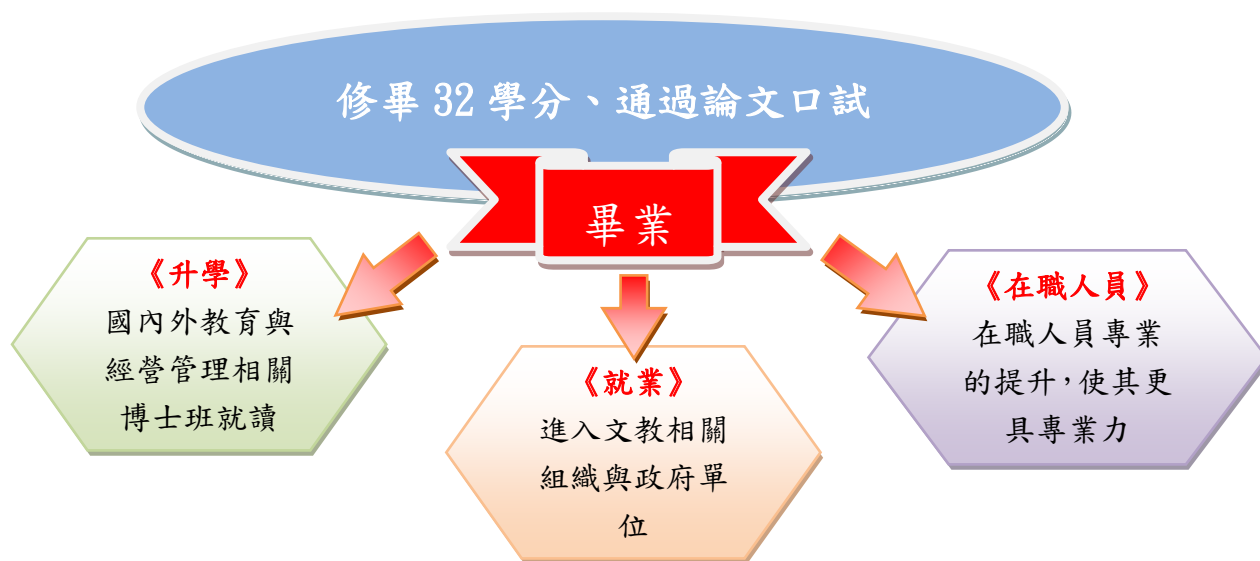 修畢 32 學分、通過論文口試
畢業
《升學》
國內外教育與
經營管理相關
博士班就讀
《就業》
進入文教相關
組織與政府單
位
《在職人員》
在職人員專業
的提升，使其更
具專業力